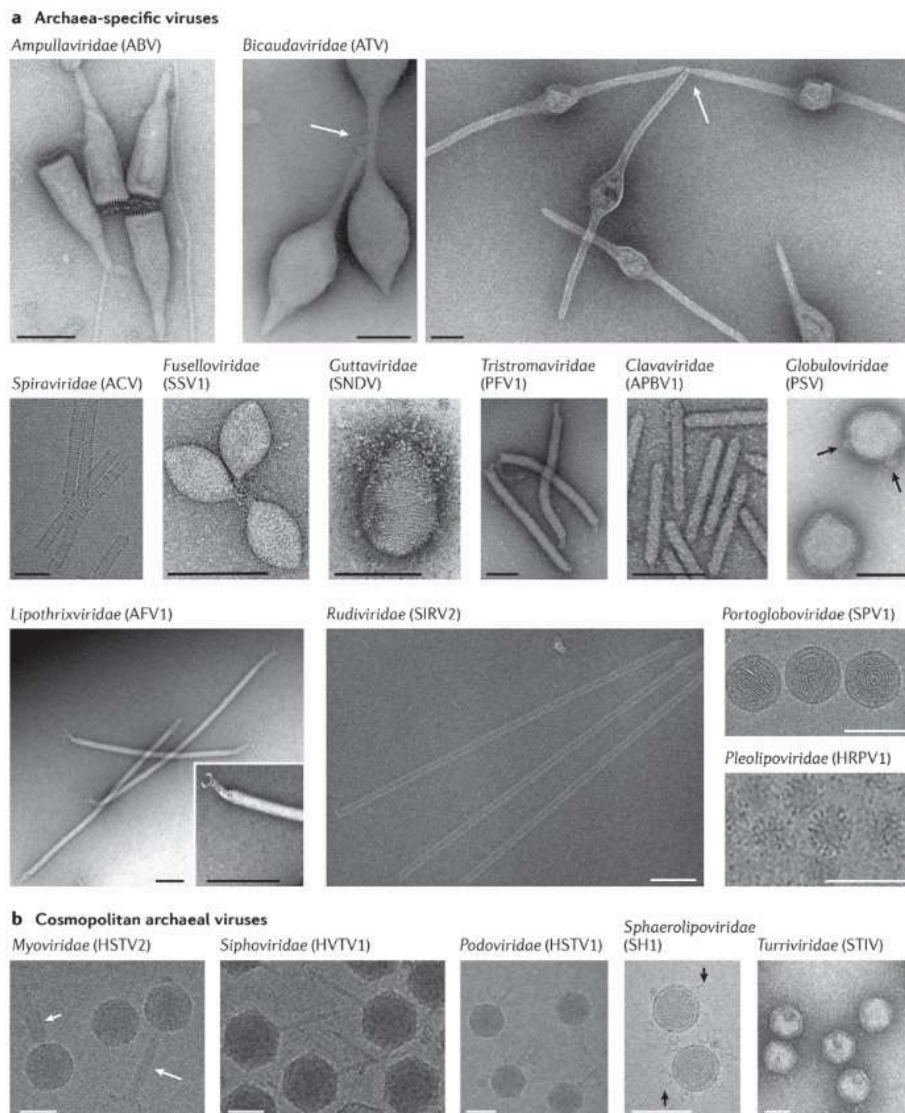 a Archaea-specific viruses
Ampullaviridae (ABV)
Bicaudaviridae (ATV)
Spiraviridae (ACV)
Fuselloviridae
(SSV1)
Guttaviridae
(SNDV)
Tristromaviridae
(PFV1)
Clavaviridae
(APBV1)
Globuloviridae
(PSV)
Lipothrixviridae (AFV1)
Rudiviridae (SIRV2)
Portogloboviridae (SPV1)
Pleolipoviridae (HRPV1)
b Cosmopolitan archaeal viruses
Myoviridae (HSTV2)
Siphoviridae (HVTV1)
Podoviridae (HSTV1)
Sphaerolipoviridae
(SH1)
Turriviridae (STIV)